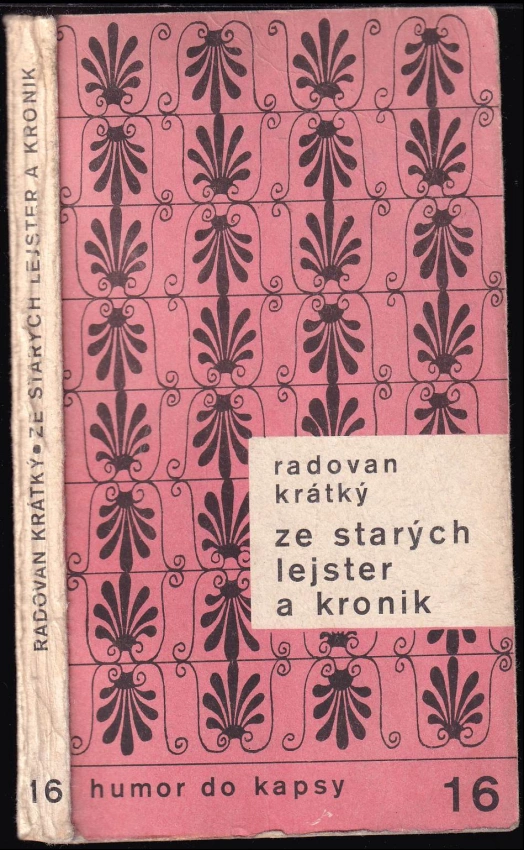 RADOVAN KRÁTKÝ • ZE STARÝCH LEJSTER A KRONIK
16
radovan
krátký
ze starých
lejster
a kronik
humor do kapsy
16